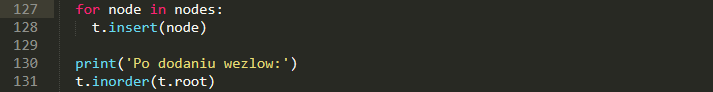 127 for node in nodes:
128 t.insert(node)
129
130 print('Po dodaniu wezlow:')
131 t.inorder(t.root)